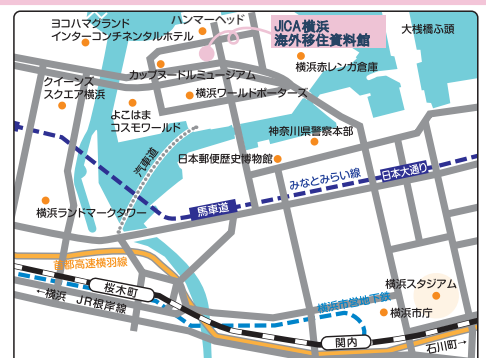 ヨコハマグランド
インターコンチネンタルホテル
ハンマーヘッド
JICA横浜
海外移住資料館
大桟橋ふ頭
クイーンズ
スクエア横浜
カップヌードルミュージアム
横浜赤レンガ倉庫
横浜ワールドポーターズ
よこはま
コスモワールド
神奈川県警察本部
汽車道
日本郵便歴史博物館
みなとみらい線
日本大通り
横浜ランドマークタワー
馬車道
首都高速横羽線
桜木町
←横浜 JR根岸線
横浜市営地下鉄
横浜スタジアム
横浜市庁
関内
石川町→